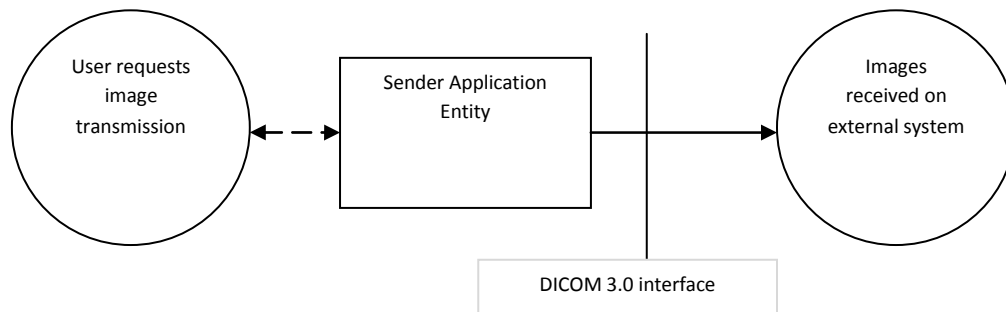 User requests
image
transmission
Sender Application
Entity
Images
received on
external system
DICOM 3.0 interface